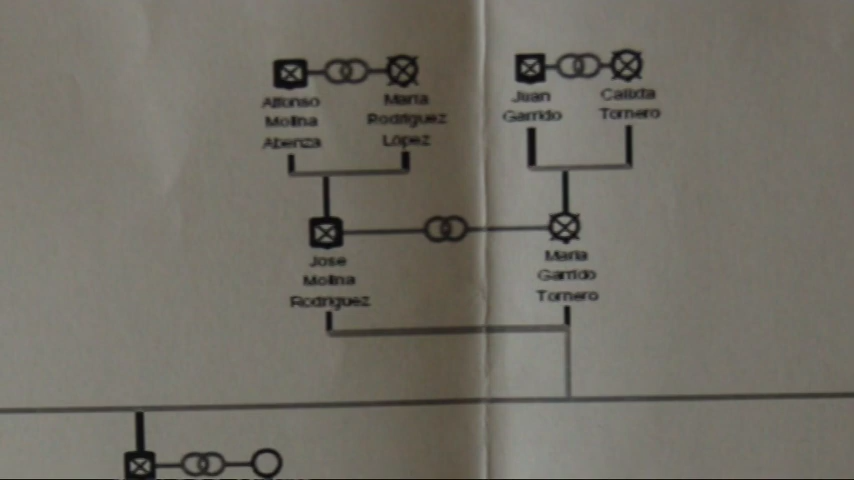 Alfonso
Molina
Abenza
Maria
Rodriguez
López
Juan
Garrido
Calixta
Tornero
Jose
Molina
Rodriguez
Maria
Garrido
Tornero